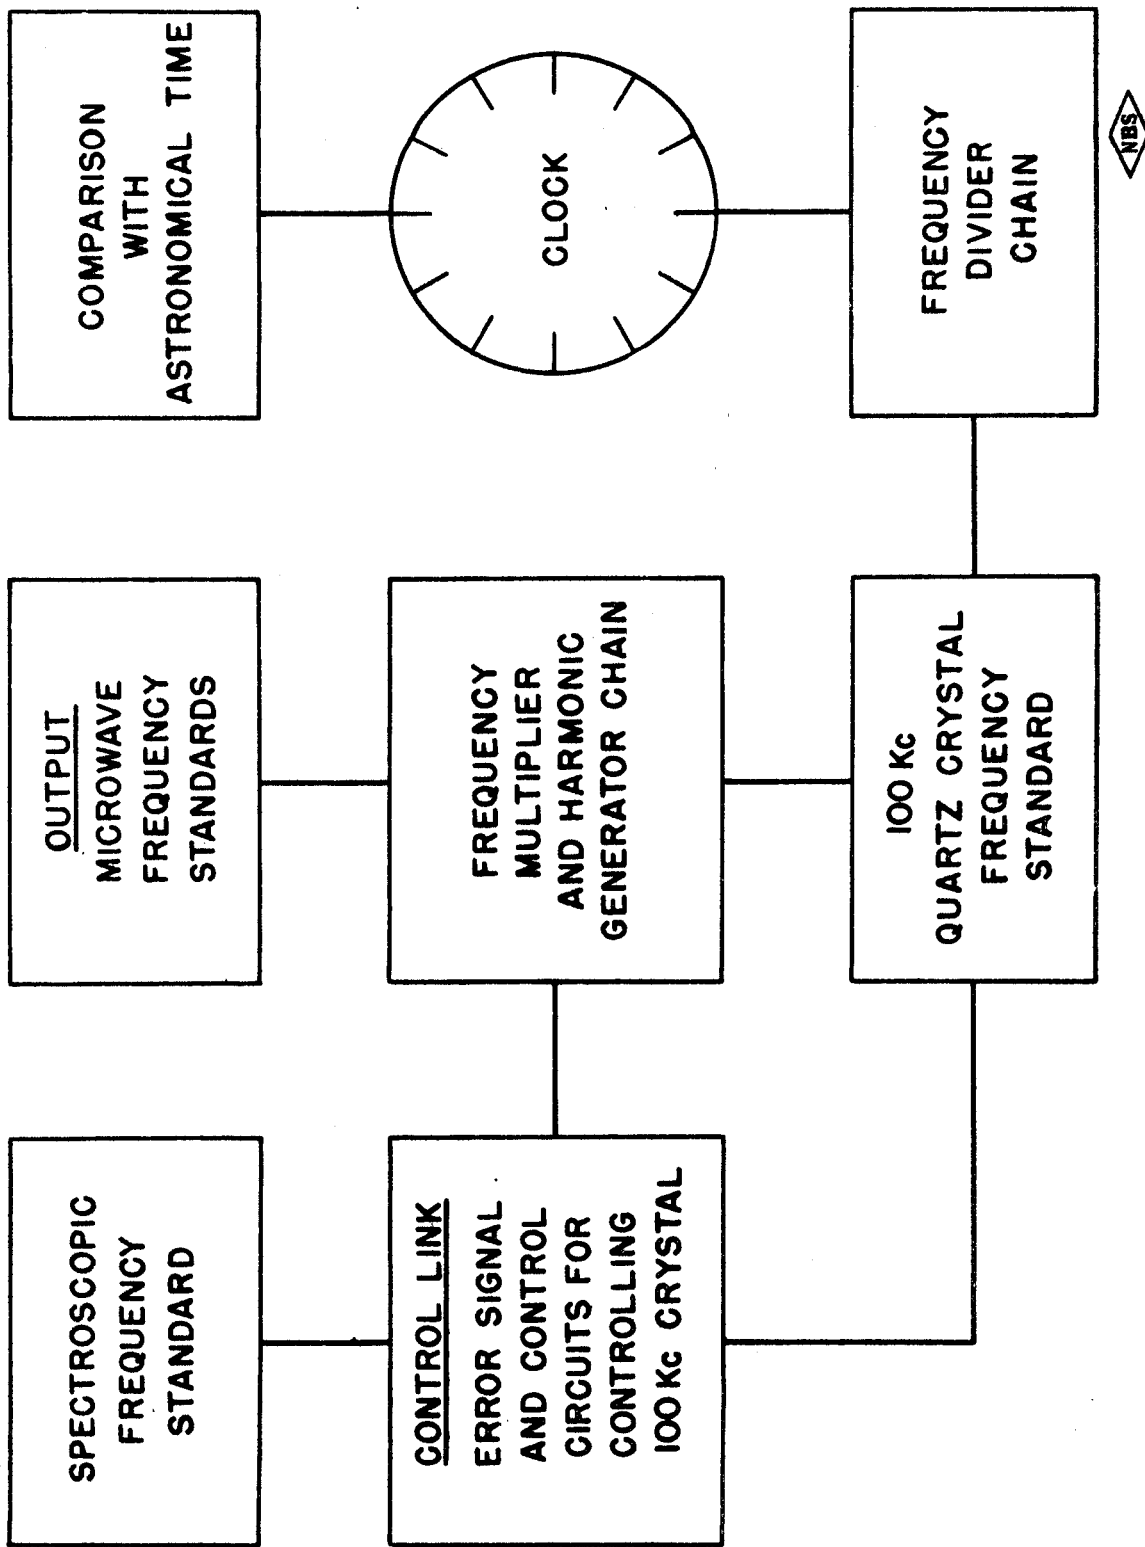 SPECTROSCOPIC
FREQUENCY
STANDARD
OUTPUT
MICROWAVE
FREQUENCY
STANDARDS
COMPARISON
WITH
ASTRONOMICAL TIME
CONTROL LINK
ERROR SIGNAL
AND CONTROL
CIRCUITS FOR
CONTROLLING
100 Kc CRYSTAL
FREQUENCY
MULTIPLIER
AND HARMONIC
GENERATOR CHAIN
CLOCK
100 Kc
QUARTZ CRYSTAL
FREQUENCY
STANDARD
FREQUENCY
DIVIDER
CHAIN
NBS